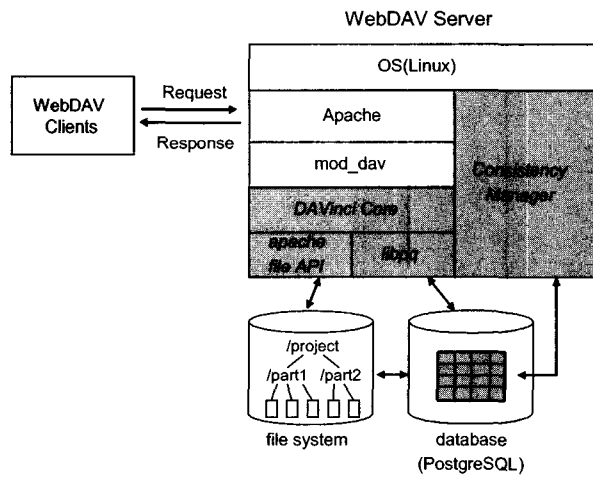 WebDAV Server
OS(Linux)
WebDAV
Clients
Request
Response
Apache
mod_dav
Consistency
Manager
DAVinci Core
apache
file API
libpq
/project
/part1
/part2
file system
database
(PostgreSQL)